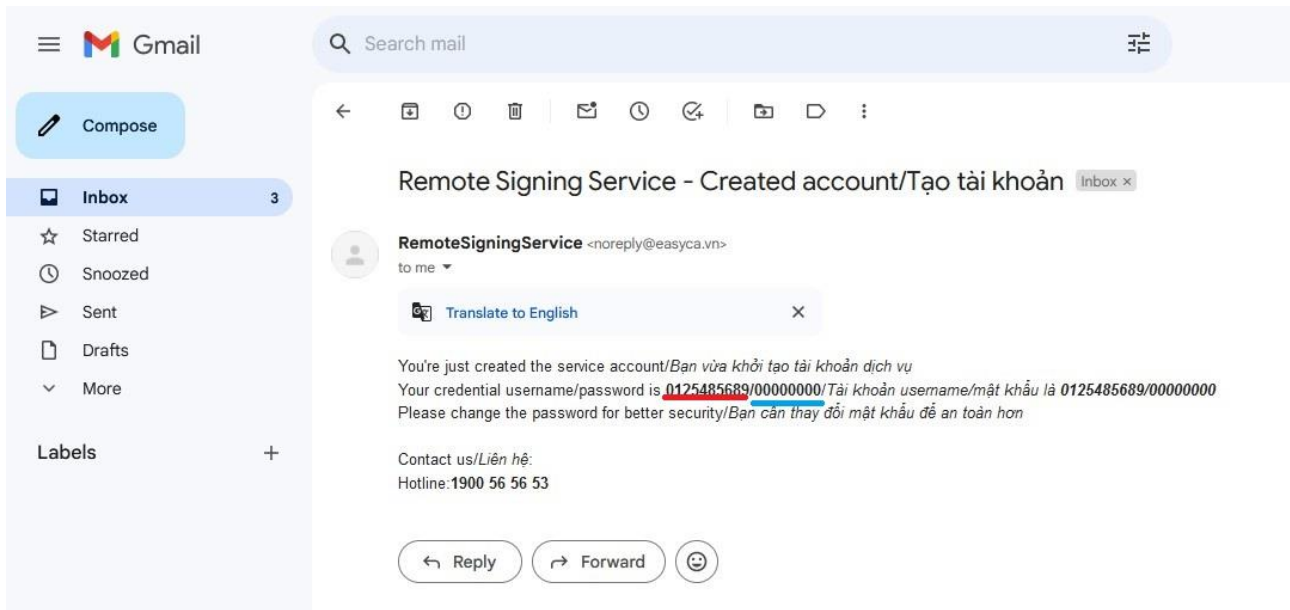 Gmail
Search mail
Compose
Inbox 3
Starred
Snoozed
Sent
Drafts
More
Labels +
Remote Signing Service - Created account/Tạo tài khoản Inbox ×
RemoteSigningService <noreply@easyca.vn>
to me
Translate to English ×
You're just created the service account/Bạn vừa khởi tạo tài khoản dịch vụ
Your credential username/password is 0125485689/00000000/Tài khoản username/mật khẩu là 0125485689/00000000
Please change the password for better security/Bạn cần thay đổi mật khẩu để an toàn hơn
Contact us/Liên hệ:
Hotline:1900 56 56 53
Reply Forward